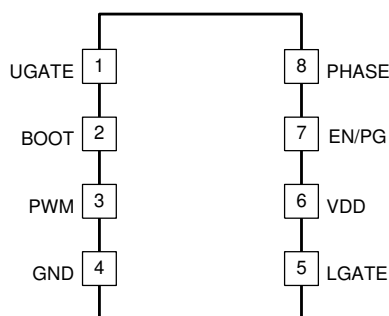 UGATE 1 8 PHASE
BOOT 2 7 EN/PG
PWM 3 6 VDD
GND 4 5 LGATE